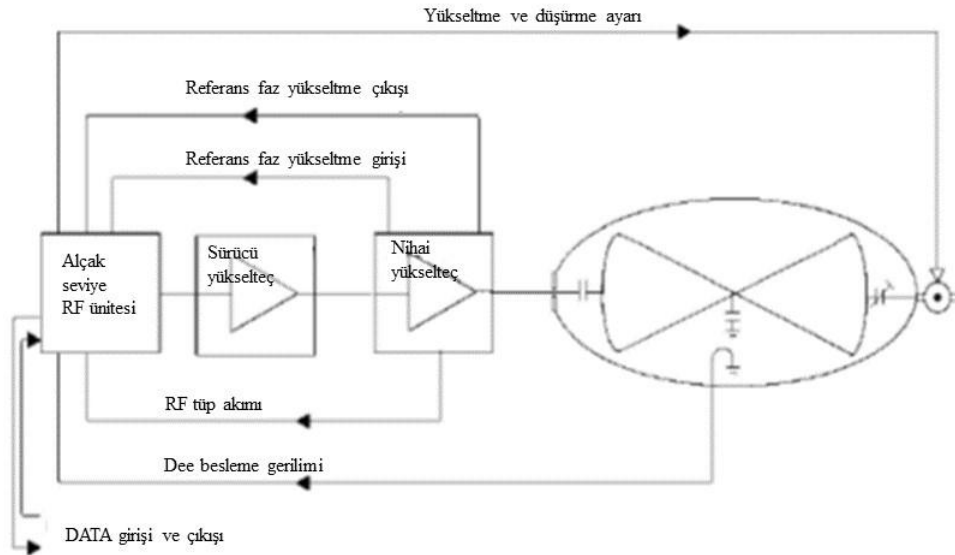 Yükseltme ve düşürme ayarı
Referans faz yükseltme çıkışı
Referans faz yükseltme girişi
Alçak
seviye
RF ünitesi
Sürücü
yükselteç
Nihai
yükselteç
RF tüp akımı
Dee besleme gerilimi
DATA girişi ve çıkışı